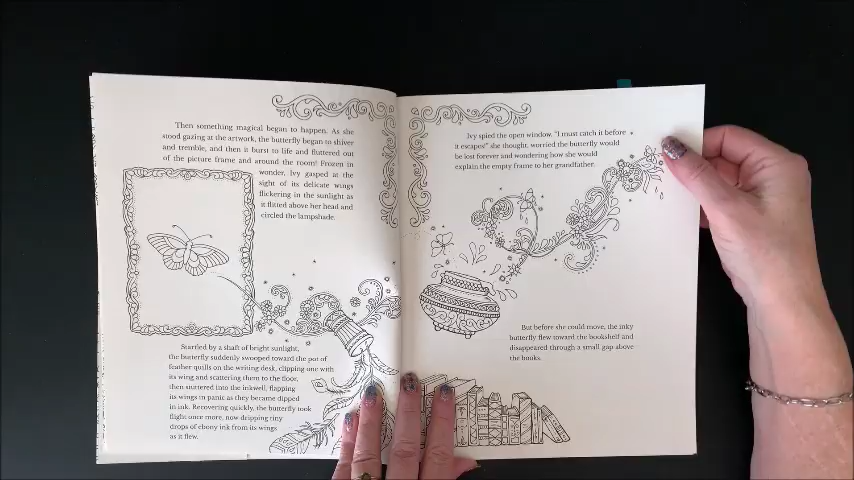 Then something magical began to happen. As she
stood gazing at the artwork, the butterfly began to shiver
and tremble, and then it burst to life and fluttered out
of the picture frame and around the room! Frozen in
wonder, Ivy gasped at the
sight of its delicate wings
flickering in the sunlight as
it flitted above her head and
circled the lampshade.
Startled by a shaft of bright sunlight,
the butterfly suddenly swooped toward the pot of
feather quills on the writing desk, clipping one with
its wing and scattering them to the floor,
then stuttered into the inkwell, flapping
its wings in panic as they became dipped
in ink. Recovering quickly, the butterfly took
flight once more, now dripping tiny
drops of ebony ink from its wings
as it flew.
Ivy spied the open window. "I must catch it before
it escapes!" she thought, worried the butterfly would
be lost forever and wondering how she would
explain the empty frame to her grandfather.
But before she could move, the inky
butterfly flew toward the bookshelf and
disappeared through a small gap above
the books.